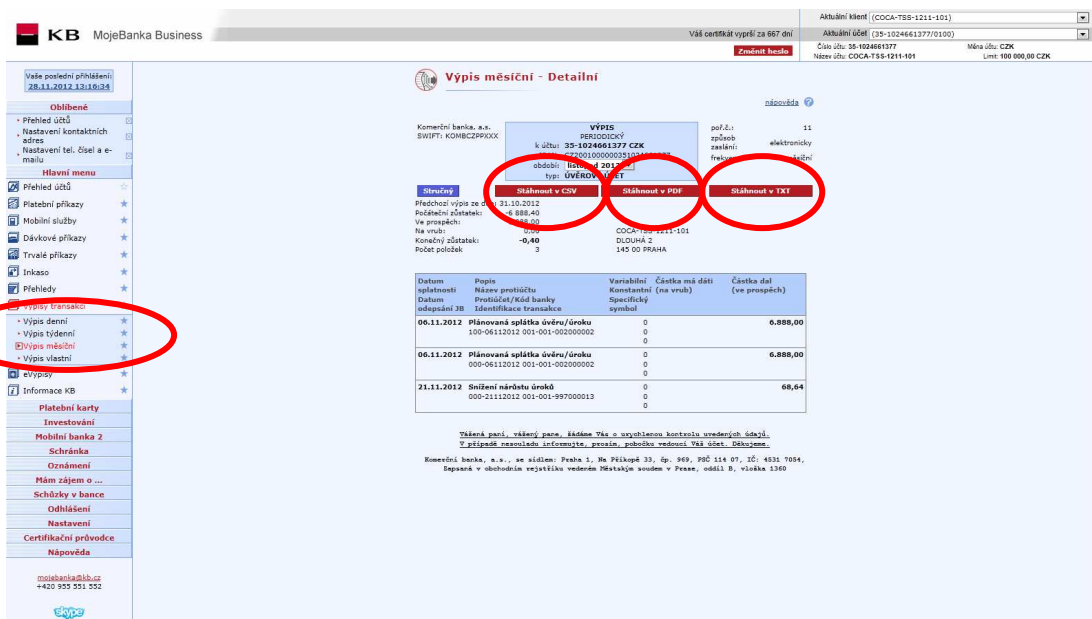 KB MojeBanka Business
Váš certifikát vyprší za 667 dní
Změnit heslo
Aktuální klient (COCA-TSS-1211-101)
Aktuální účet (35-1024661377/0100)
Číslo účtu: 35-1024661377 Měna účtu: CZK
Název účtu: COCA-TSS-1211-101 Limit: 100 000,00 CZK
Vaše poslední přihlášení:
28.11.2012 13:16:34
Oblíbené
Přehled účtů
Nastavení kontaktních
adres
Nastavení tel. čísel a e-
mailu
Hlavní menu
Přehled účtů
Platební příkazy
Mobilní služby
Dávkové příkazy
Trvalé příkazy
Inkaso
Přehledy
Výpisy transakcí
Výpis denní
Výpis týdenní
Výpis měsíční
Výpis vlastní
eVýpisy
Informace KB
Platební karty
Investování
Mobilní banka 2
Schránka
Oznámení
Mám zájem o ...
Schůzky v bance
Odhlášení
Nastavení
Certifikační průvodce
Nápověda
mojebanka@kb.cz
+420 955 551 552
skype
Výpis měsíční - Detailní
nápověda
Komerční banka, a.s.
SWIFT: KOMBCZPPXXX
VÝPIS
PERIODICKÝ
k účtu: 35-1024661377 CZK
období: listopad 2012
typ: ÚVĚROVÝ ÚČET
poř.č.: 11
způsob
zaslání: elektronicky
Stručný Stáhnout v CSV Stáhnout v PDF Stáhnout v TXT
Předchozí výpis ze dne: 31.10.2012
Počáteční zůstatek: -6 888,40
Ve prospěch:
Na vrub: 0,00 COCA-TSS-1211-101
Konečný zůstatek: -0,40 DLOUHÁ 2
Počet položek 3 145 00 PRAHA
Datum Popis Variabilní Částka má dáti Částka dal
splatnosti Název protiúčtu Konstantní (na vrub) (ve prospěch)
Datum Protiúčet/Kód banky Specifický
odepsání JB Identifikace transakce symbol
06.11.2012 Plánovaná splátka úvěru/úroku 0 6.888,00
100-06112012 001-001-002000002 0
0
06.11.2012 Plánovaná splátka úvěru/úroku 0 6.888,00
000-06112012 001-001-002000002 0
0
21.11.2012 Snížení nárůstu úroků 0 68,64
000-21112012 001-001-997000013 0
0
Vážená paní, vážený pane, žádáme Vás o urychlenou kontrolu uvedených údajů.
V případě nesouladu informujte, prosím, pobočku vedoucí Váš účet. Děkujeme.
Komerční banka, a.s., se sídlem: Praha 1, Na Příkopě 33, čp. 969, PSČ 114 07, IČ: 4531 7054,
Zapsaná v obchodním rejstříku vedeném Městským soudem v Praze, oddíl B, vložka 1360